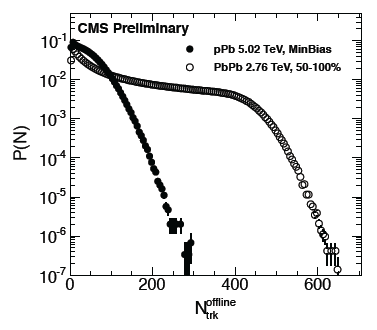 CMS Preliminary
pPb 5.02 TeV, MinBias
PbPb 2.76 TeV, 50-100%
P(N)
10^-1
10^-2
10^-3
10^-4
10^-5
10^-6
10^-7
0 200 400 600
N_trk^offline